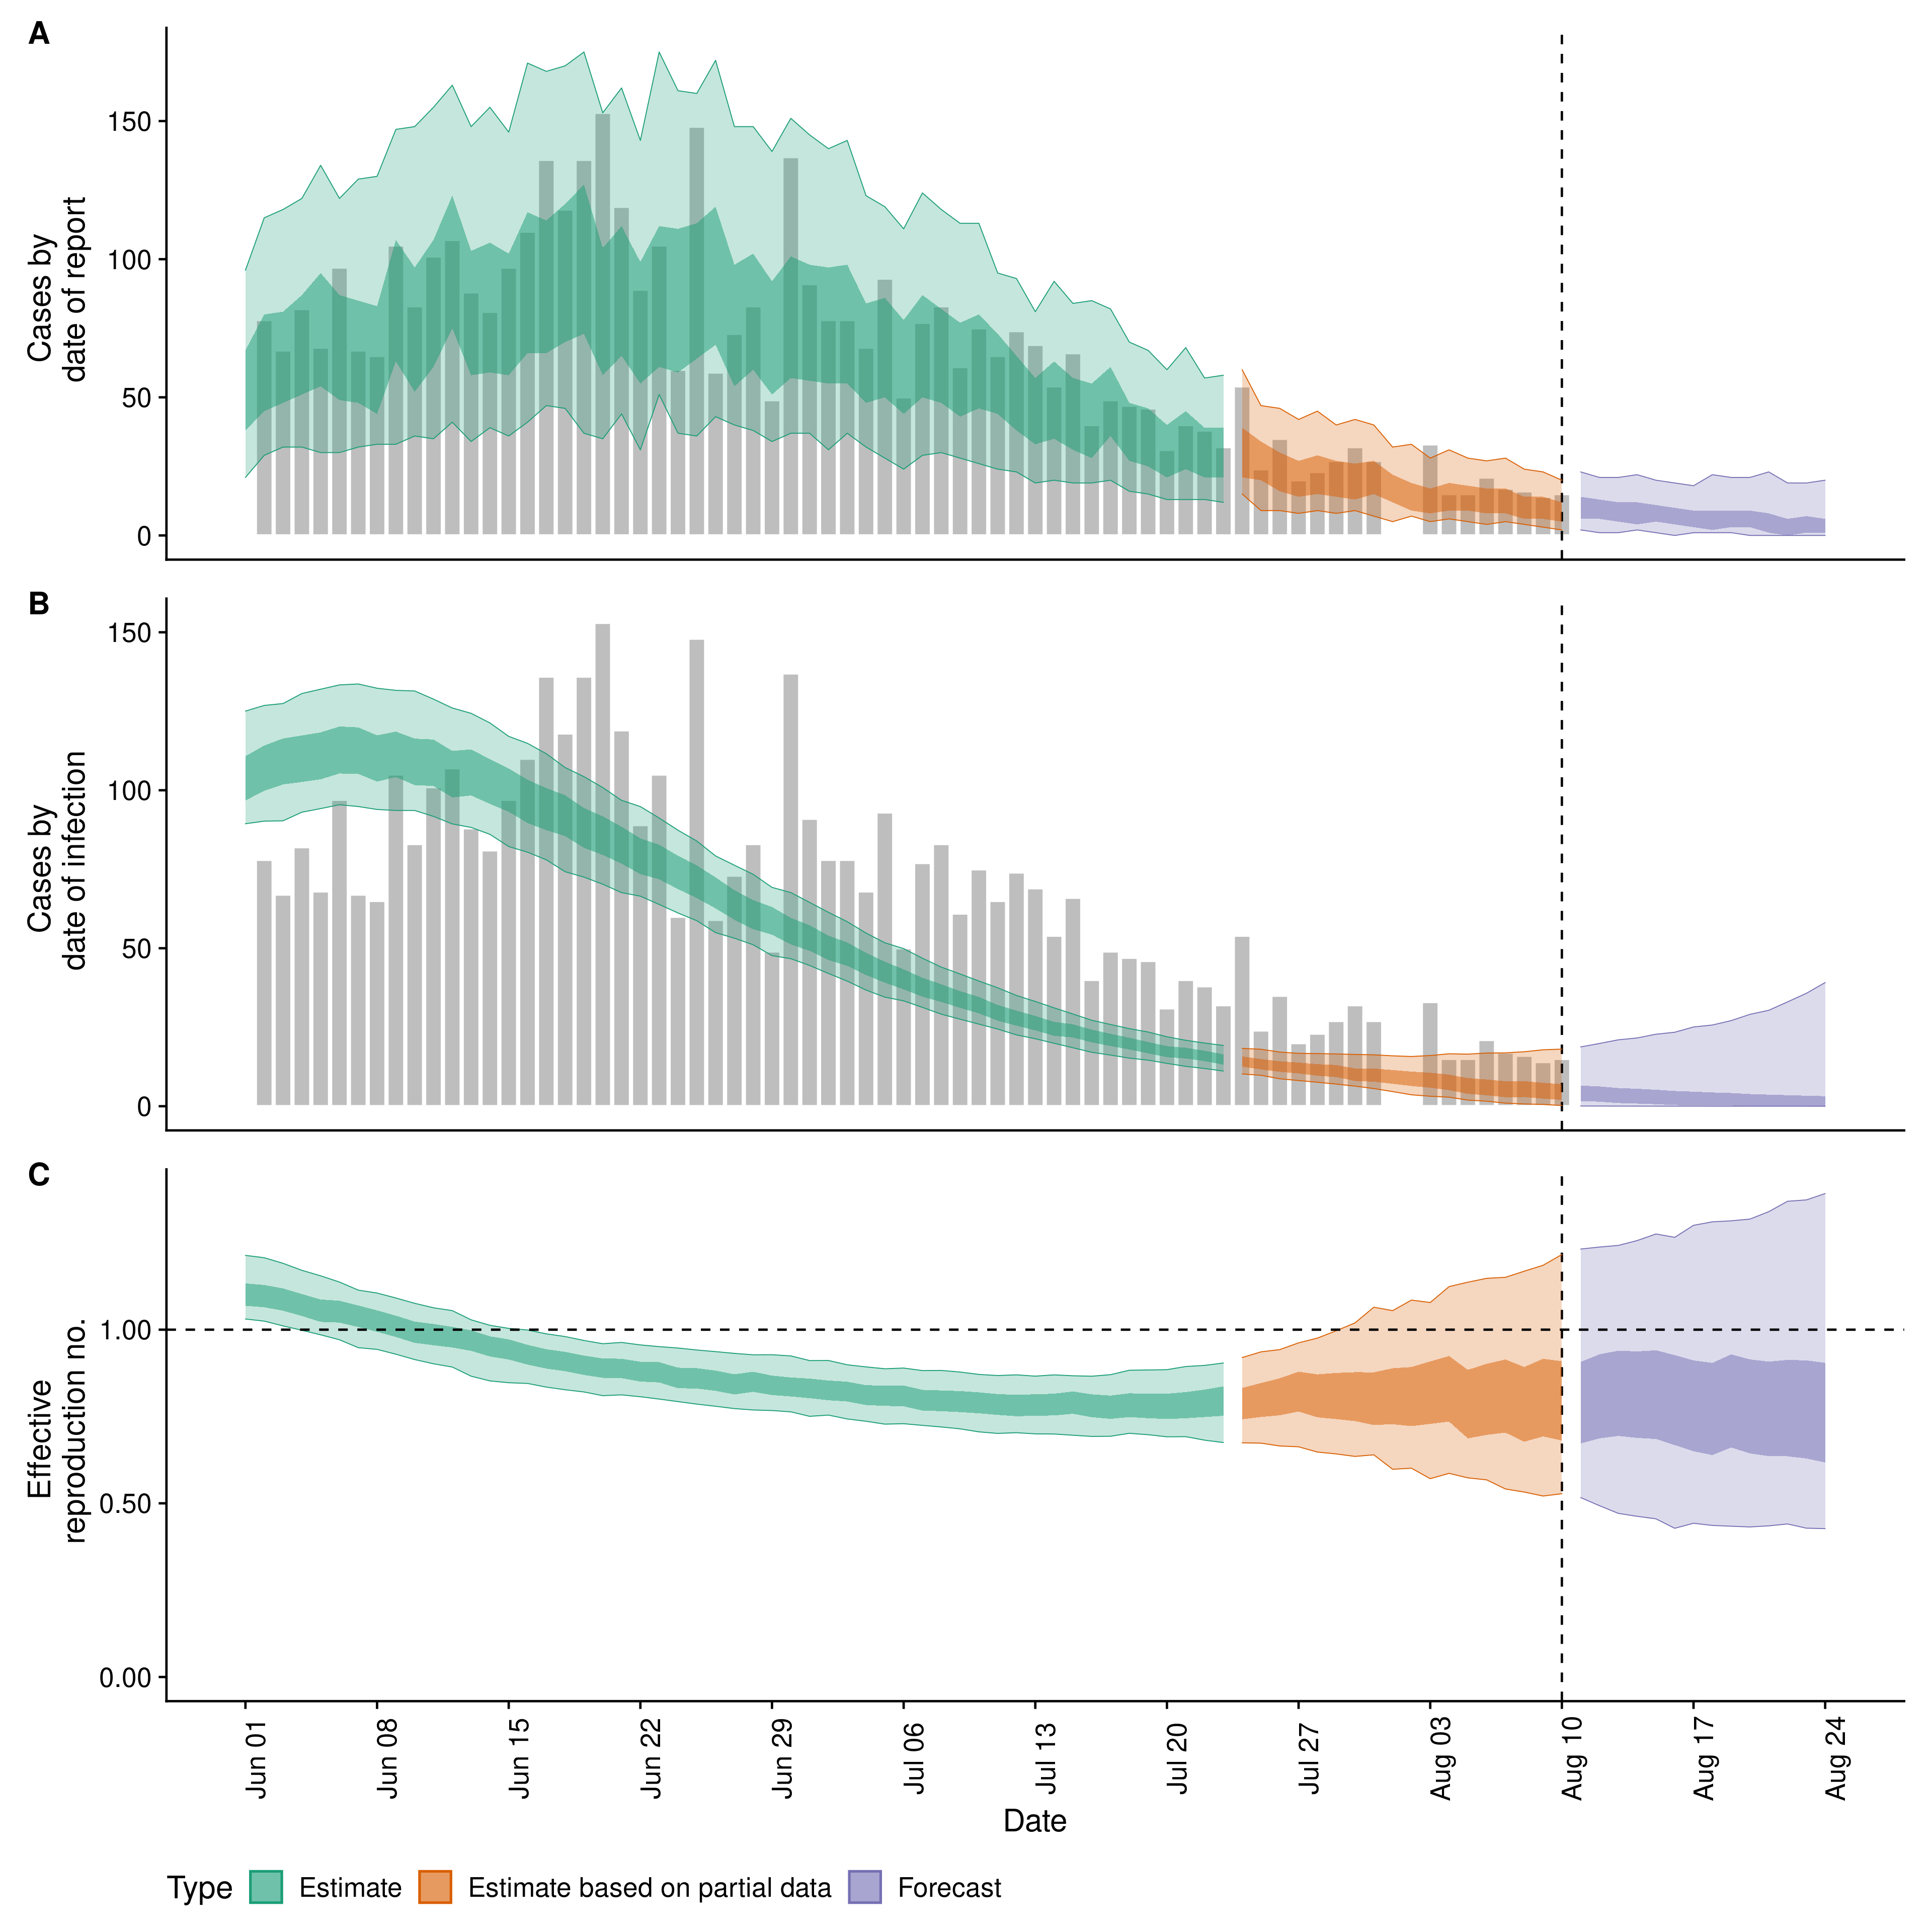 A
150
100
50
0
Cases by
date of report
B
150
100
50
0
Cases by
date of infection
C
1.00
0.50
0.00
Effective
reproduction no.
Jun 01
Jun 08
Jun 15
Jun 22
Jun 29
Jul 06
Jul 13
Jul 20
Jul 27
Aug 03
Aug 10
Aug 17
Aug 24
Date
Type Estimate Estimate based on partial data Forecast